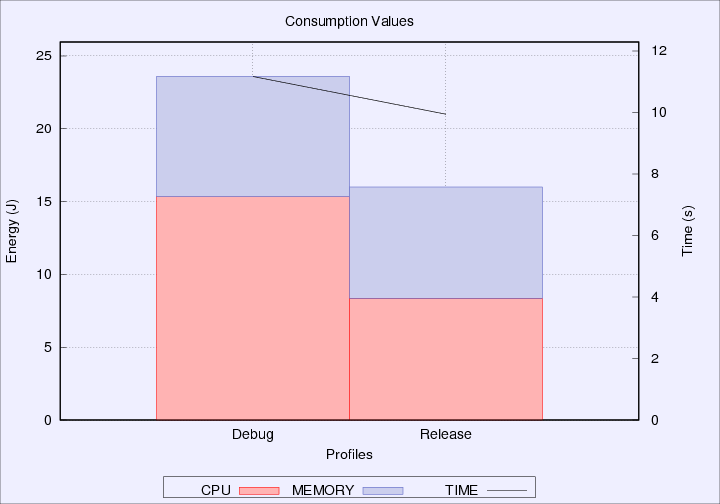 Consumption Values
25
20
15
10
5
0
Energy (J)
12
10
8
6
4
2
0
Time (s)
Debug Release
Profiles
CPU MEMORY TIME